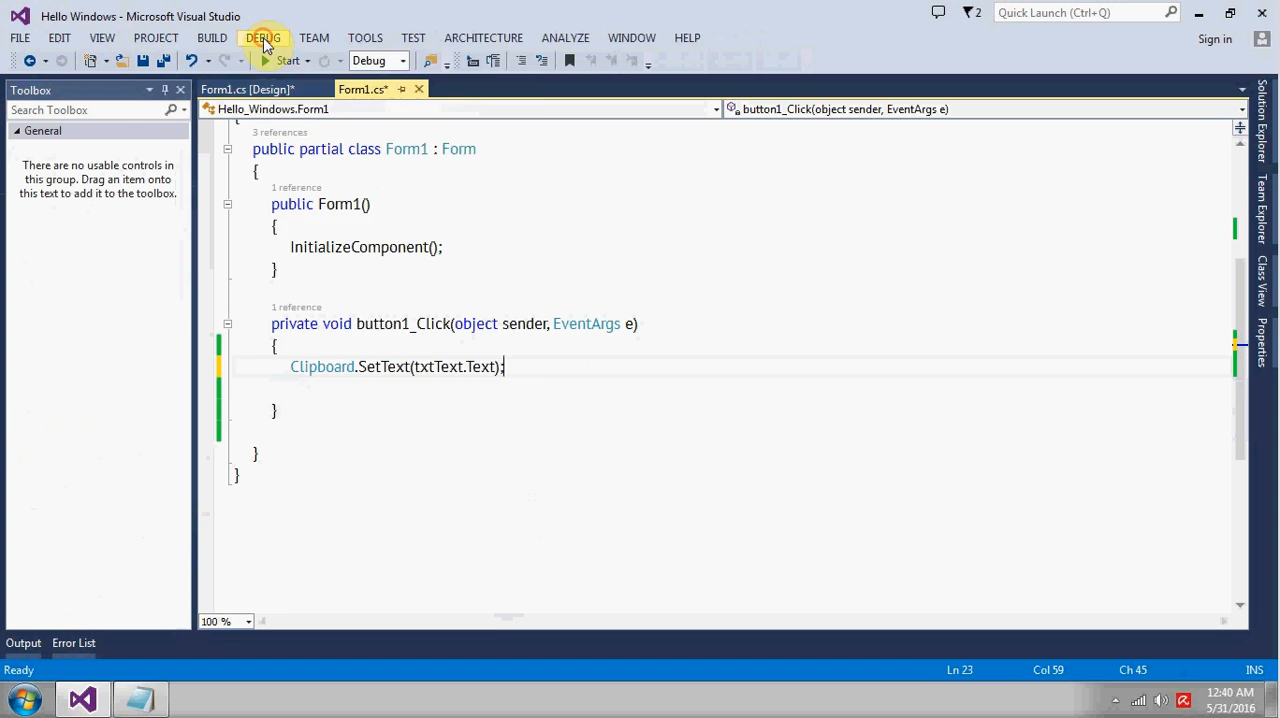 Hello Windows - Microsoft Visual Studio
2
Quick Launch (Ctrl+Q)
FILE EDIT VIEW PROJECT BUILD DEBUG TEAM TOOLS TEST ARCHITECTURE ANALYZE WINDOW HELP
Sign in
Start
Debug
Toolbox
Form1.cs [Design]*
Form1.cs*
Search Toolbox
Hello_Windows.Form1
button1_Click(object sender, EventArgs e)
General
There are no usable controls in
this group. Drag an item onto
this text to add it to the toolbox.
{
3 references
public partial class Form1 : Form
{
1 reference
public Form1()
{
InitializeComponent();
}
1 reference
private void button1_Click(object sender, EventArgs e)
{
Clipboard.SetText(txtText.Text);
}
}
}
Solution Explorer
Team Explorer
Class View
Properties
100 %
Output
Error List
Ready
Ln 23
Col 59
Ch 45
INS
12:40 AM
5/31/2016